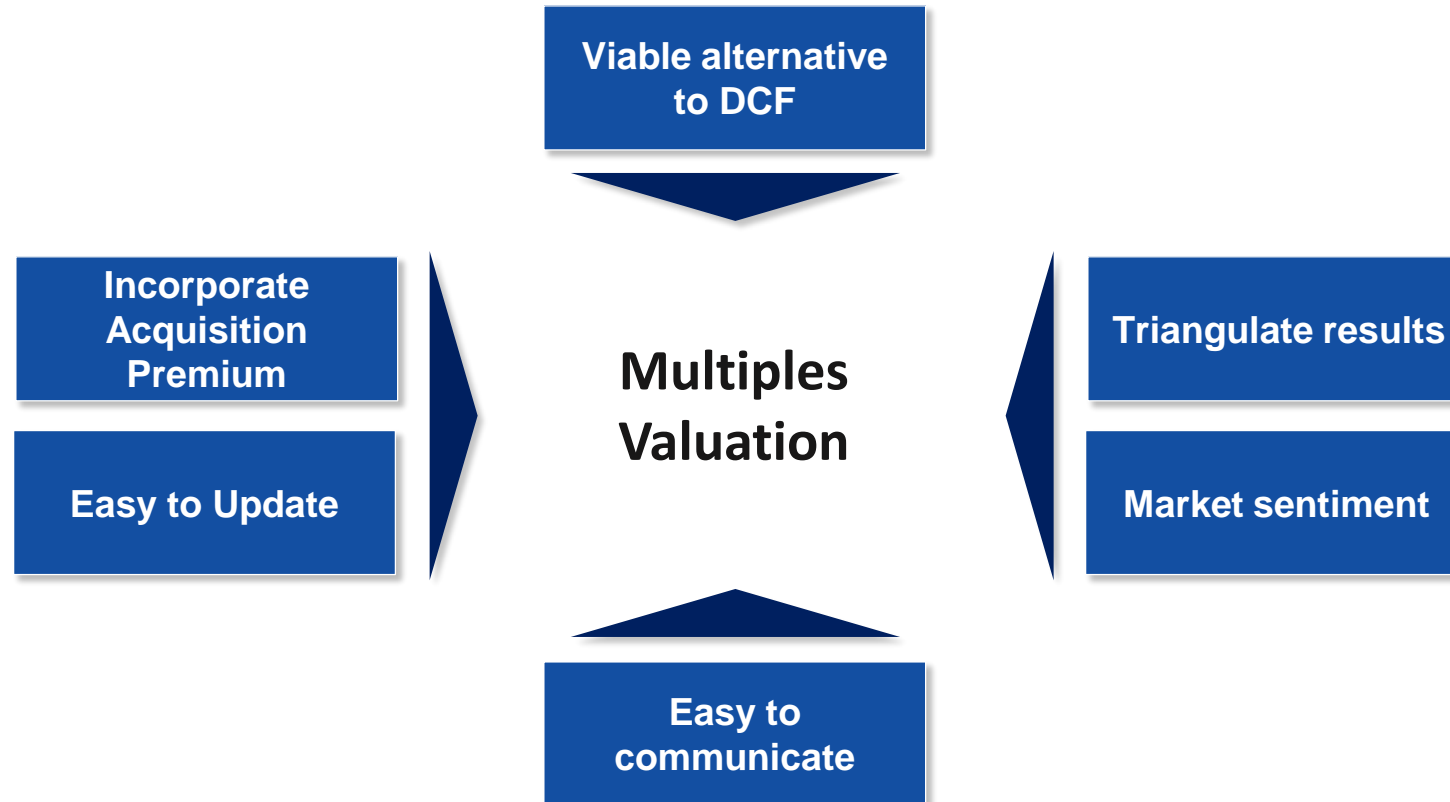 Viable alternative
to DCF
Incorporate
Acquisition
Premium
Easy to Update
Multiples
Valuation
Triangulate results
Market sentiment
Easy to
communicate